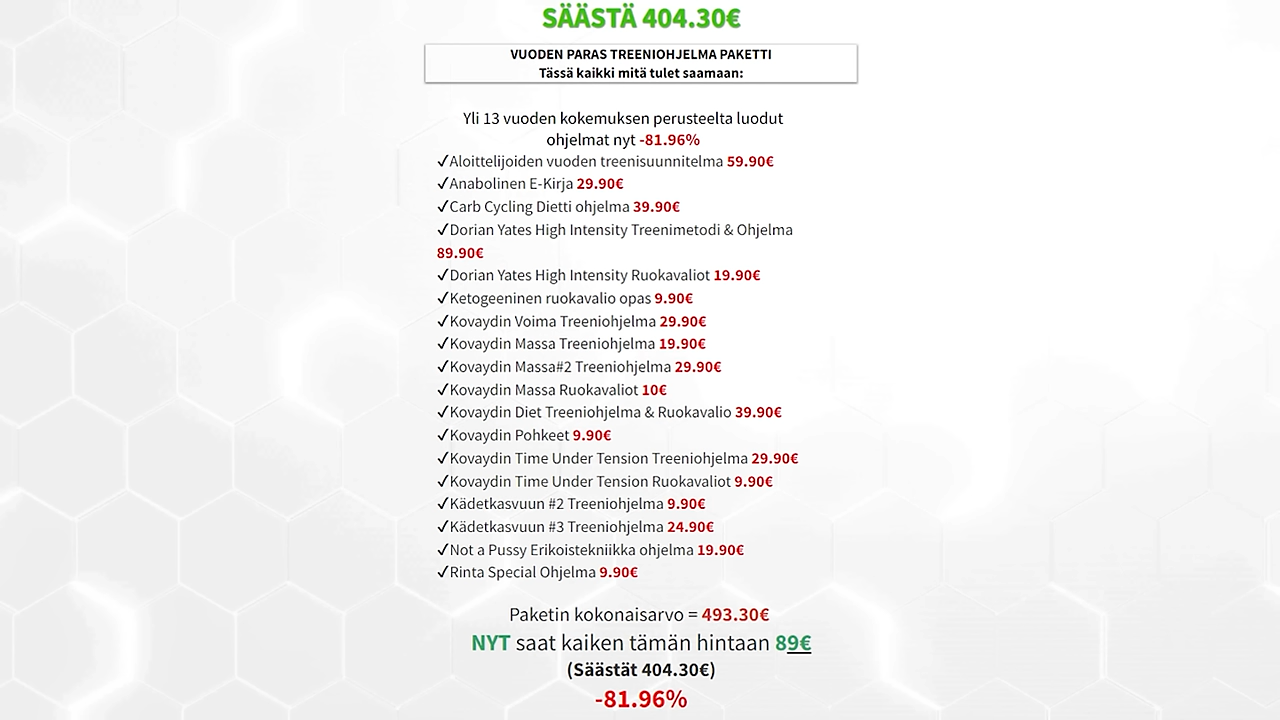 SÄÄSTÄ 404.30€
VUODEN PARAS TREENIOHJELMA PAKETTI
Tässä kaikki mitä tulet saamaan:
Yli 13 vuoden kokemuksen perusteelta luodut
ohjelmat nyt -81.96%
✓Aloittelijoiden vuoden treenisuunnitelma 59.90€
✓Anabolinen E-Kirja 29.90€
✓Carb Cycling Dietti ohjelma 39.90€
✓Dorian Yates High Intensity Treenimetodi & Ohjelma
89.90€
✓Dorian Yates High Intensity Ruokavaliot 19.90€
✓Ketogeeninen ruokavalio opas 9.90€
✓Kovaydin Voima Treeniohjelma 29.90€
✓Kovaydin Massa Treeniohjelma 19.90€
✓Kovaydin Massa#2 Treeniohjelma 29.90€
✓Kovaydin Massa Ruokavaliot 10€
✓Kovaydin Diet Treeniohjelma & Ruokavalio 39.90€
✓Kovaydin Pohkeet 9.90€
✓Kovaydin Time Under Tension Treeniohjelma 29.90€
✓Kovaydin Time Under Tension Ruokavaliot 9.90€
✓Kädetkasvuun #2 Treeniohjelma 9.90€
✓Kädetkasvuun #3 Treeniohjelma 24.90€
✓Not a Pussy Erikoistekniikka ohjelma 19.90€
✓Rinta Special Ohjelma 9.90€
Paketin kokonaisarvo = 493.30€
NYT saat kaiken tämän hintaan 89€
(Säästät 404.30€)
-81.96%